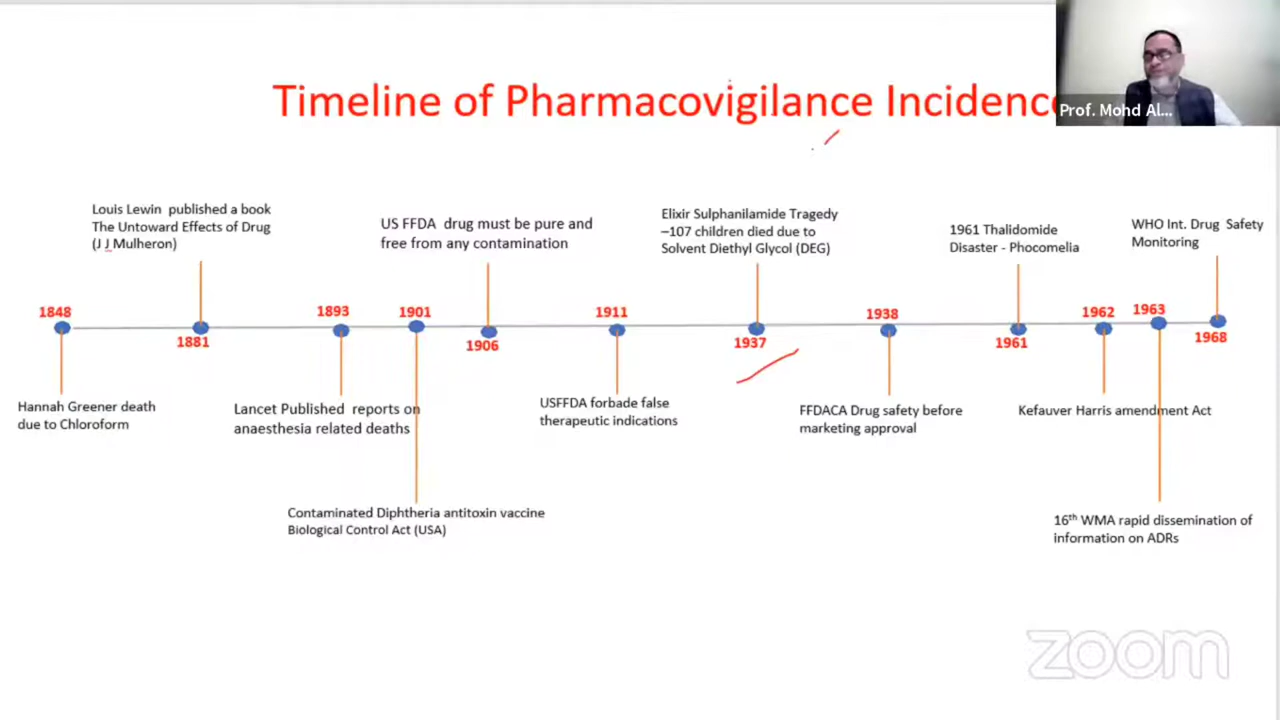 Timeline of Pharmacovigilance Incidence
Prof. Mohd Al...
Louis Lewin published a book
The Untoward Effects of Drug
(J J Mulheron)
US FFDA drug must be pure and
free from any contamination
Elixir Sulphanilamide Tragedy
–107 children died due to
Solvent Diethyl Glycol (DEG)
1961 Thalidomide
Disaster - Phocomelia
WHO Int. Drug Safety
Monitoring
1848
1881
1893
1901
1906
1911
1937
1938
1961
1962
1963
1968
Hannah Greener death
due to Chloroform
Lancet Published reports on
anaesthesia related deaths
USFFDA forbade false
therapeutic indications
FFDACA Drug safety before
marketing approval
Kefauver Harris amendment Act
Contaminated Diphtheria antitoxin vaccine
Biological Control Act (USA)
16th WMA rapid dissemination of
information on ADRs
zoom